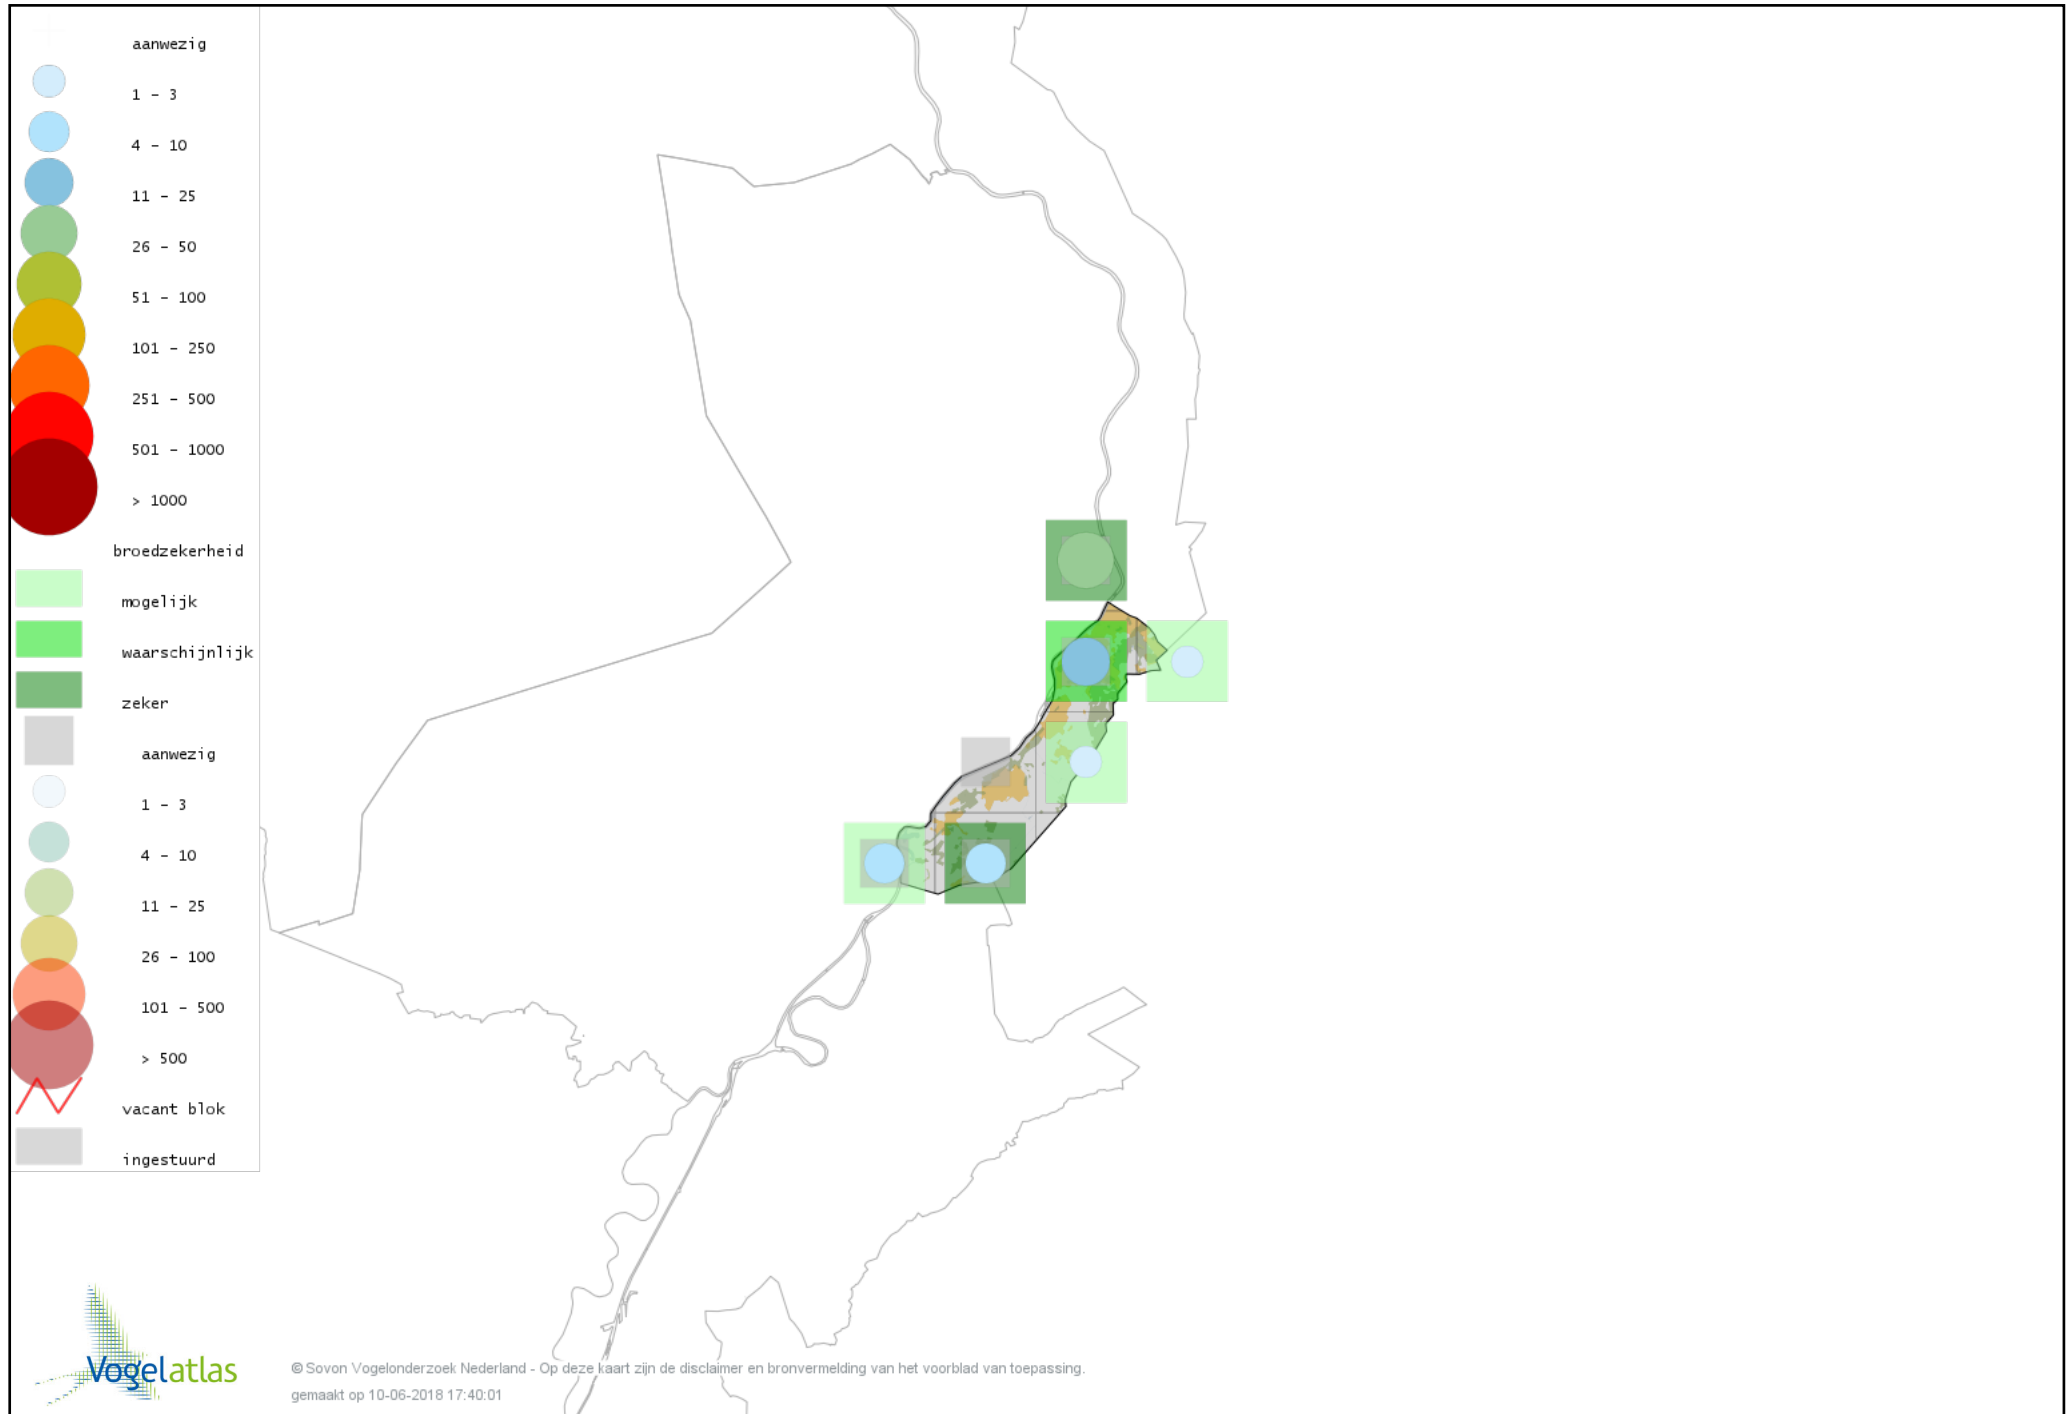 aanwezig
1 - 3
4 - 10
11 - 25
26 - 50
51 - 100
101 - 250
251 - 500
501 - 1000
> 1000
broedzekerheid
mogelijk
waarschijnlijk
zeker
aanwezig
1 - 3
4 - 10
11 - 25
26 - 100
101 - 500
> 500
vacant blok
ingestuurd
Vogelatlas
© Sovon Vogelonderzoek Nederland - Op deze kaart zijn de disclaimer en bronvermelding van het voorblad van toepassing.
gemaakt op 10-06-2018 17:40:01